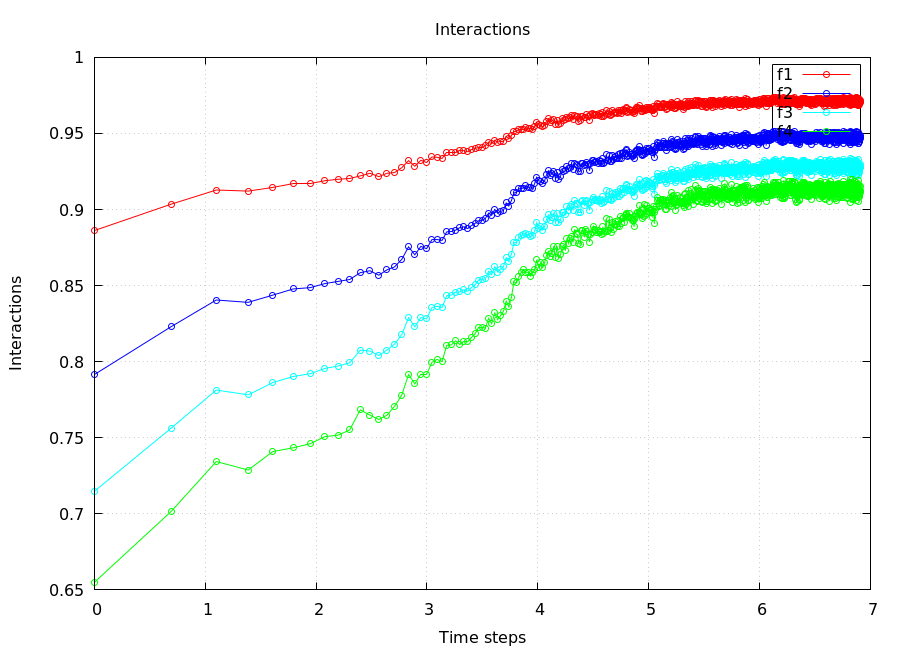 Interactions
1
0.95
0.9
0.85
0.8
0.75
0.7
0.65
Interactions
f1
f2
f3
f4
0 1 2 3 4 5 6 7
Time steps